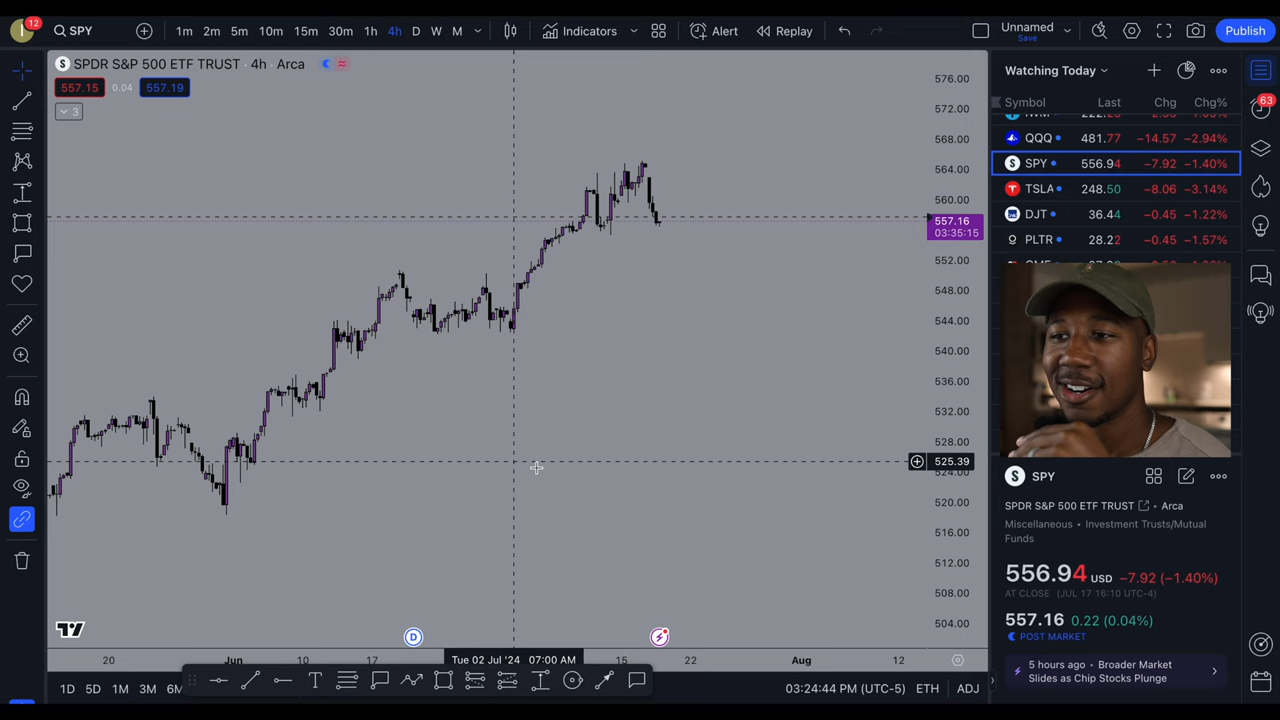 I
12
SPY
1m 2m 5m 10m 15m 30m 1h 4h D W M
Indicators
Alert
Replay
Unnamed
Save
Publish
S SPDR S&P 500 ETF TRUST · 4h · Arca
557.15 0.04 557.19
3
576.00
572.00
568.00
564.00
560.00
557.16
03:35:15
552.00
548.00
544.00
540.00
536.00
532.00
528.00
525.39
524.00
520.00
516.00
512.00
508.00
504.00
D
20 Jun 10 17 Tue 02 Jul '24 07:00 AM 15 22 Aug 12
1D 5D 1M 3M 6M
T
03:24:44 PM (UTC-5) ETH ADJ
Watching Today
63
Symbol Last Chg Chg%
QQQ 481.77 −14.57 −2.94%
S SPY 556.94 −7.92 −1.40%
TSLA 248.50 −8.06 −3.14%
DJT 36.44 −0.45 −1.22%
PLTR 28.22 −0.45 −1.57%
S SPY
SPDR S&P 500 ETF TRUST • Arca
Miscellaneous • Investment Trusts/Mutual
Funds
556.94 USD −7.92 (−1.40%)
AT CLOSE (JUL 17 16:10 UTC-4)
557.16 0.22 (0.04%)
POST MARKET
5 hours ago • Broader Market
Slides as Chip Stocks Plunge